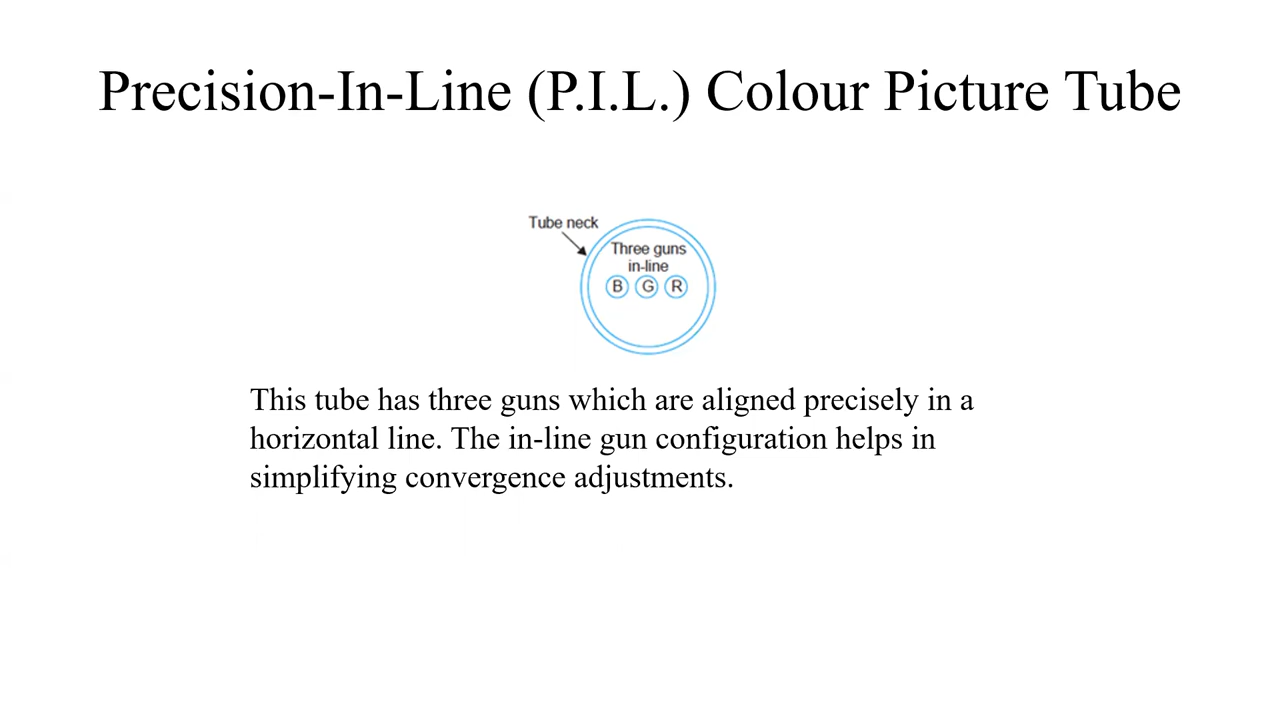 Precision-In-Line (P.I.L.) Colour Picture Tube
Tube neck
Three guns
in-line
B G R
This tube has three guns which are aligned precisely in a
horizontal line. The in-line gun configuration helps in
simplifying convergence adjustments.